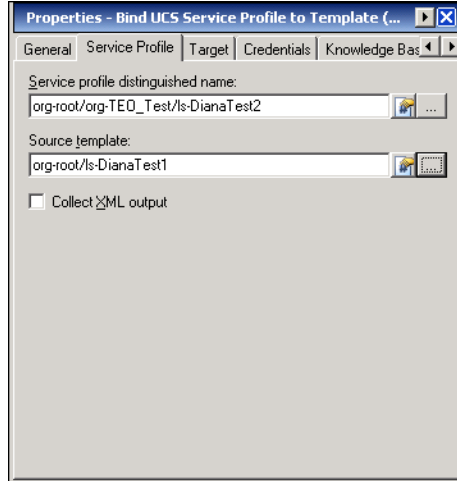 Properties - Bind UCS Service Profile to Template (...
General Service Profile Target Credentials Knowledge Bas
Service profile distinguished name:
org-root/org-TEO_Test/ls-DianaTest2
...
Source template:
org-root/ls-DianaTest1
...
Collect XML output